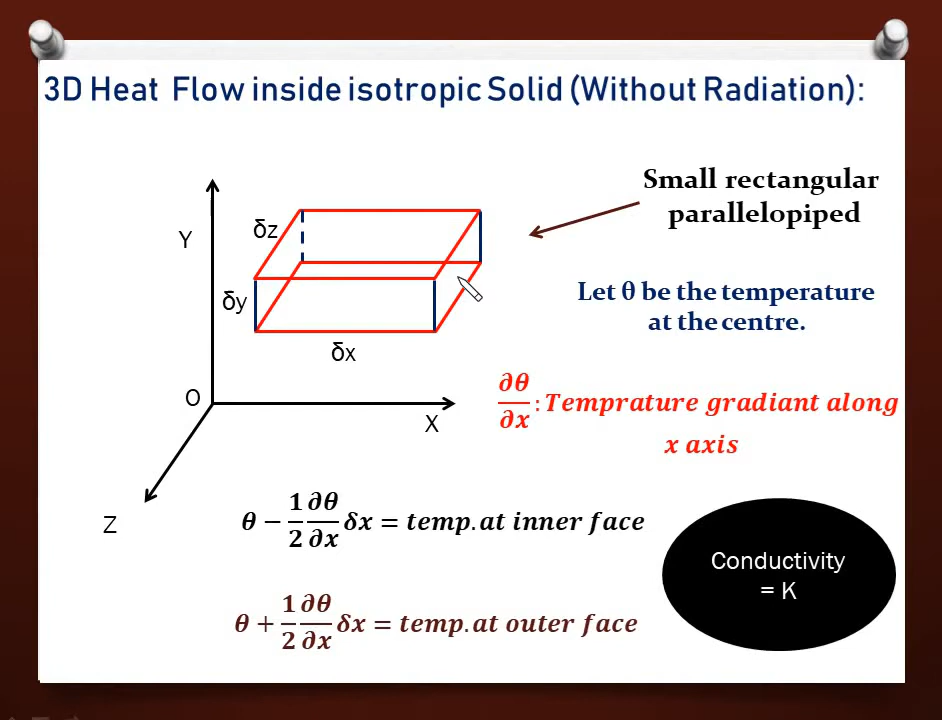 3D Heat Flow inside isotropic Solid (Without Radiation):
Small rectangular
parallelopiped
Y
δz
δy
δx
Let θ be the temperature
at the centre.
O
X
Z
∂θ/∂x : Temprature gradiant along
x axis
θ − 1/2 ∂θ/∂x δx = temp. at inner face
θ + 1/2 ∂θ/∂x δx = temp. at outer face
Conductivity
= K